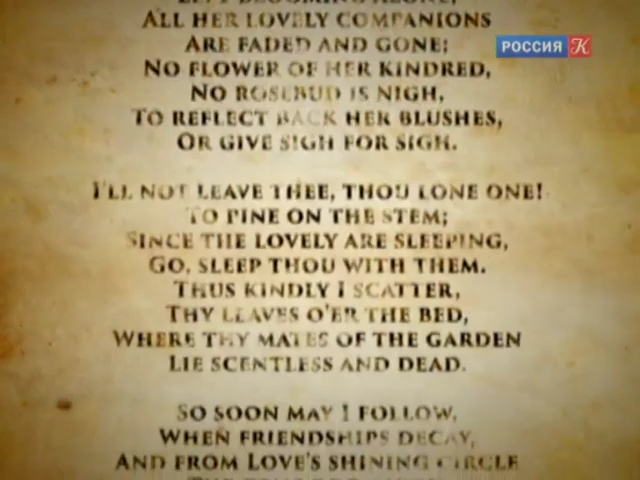 LEFT BLOOMING ALONE;
ALL HER LOVELY COMPANIONS
ARE FADED AND GONE;
NO FLOWER OF HER KINDRED,
NO ROSEBUD IS NIGH,
TO REFLECT BACK HER BLUSHES,
OR GIVE SIGH FOR SIGH.
I'LL NOT LEAVE THEE, THOU LONE ONE!
TO PINE ON THE STEM;
SINCE THE LOVELY ARE SLEEPING,
GO, SLEEP THOU WITH THEM.
THUS KINDLY I SCATTER,
THY LEAVES O'ER THE BED,
WHERE THY MATES OF THE GARDEN
LIE SCENTLESS AND DEAD.
SO SOON MAY I FOLLOW,
WHEN FRIENDSHIPS DECAY,
AND FROM LOVE'S SHINING CIRCLE
РОССИЯ К